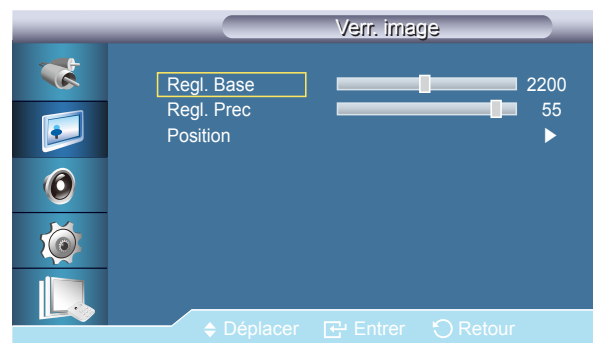 Verr. image
Regl. Base 2200
Regl. Prec 55
Position
Déplacer Entrer Retour